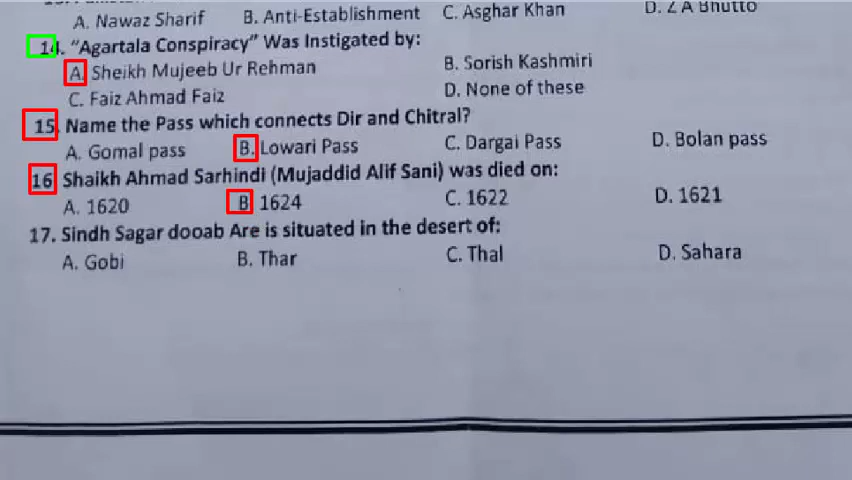 A. Nawaz Sharif B. Anti-Establishment C. Asghar Khan D. Z A Bhutto
14. “Agartala Conspiracy” Was Instigated by:
A. Sheikh Mujeeb Ur Rehman B. Sorish Kashmiri
C. Faiz Ahmad Faiz D. None of these
15. Name the Pass which connects Dir and Chitral?
A. Gomal pass B. Lowari Pass C. Dargai Pass D. Bolan pass
16 Shaikh Ahmad Sarhindi (Mujaddid Alif Sani) was died on:
A. 1620 B 1624 C. 1622 D. 1621
17. Sindh Sagar dooab Are is situated in the desert of:
A. Gobi B. Thar C. Thal D. Sahara